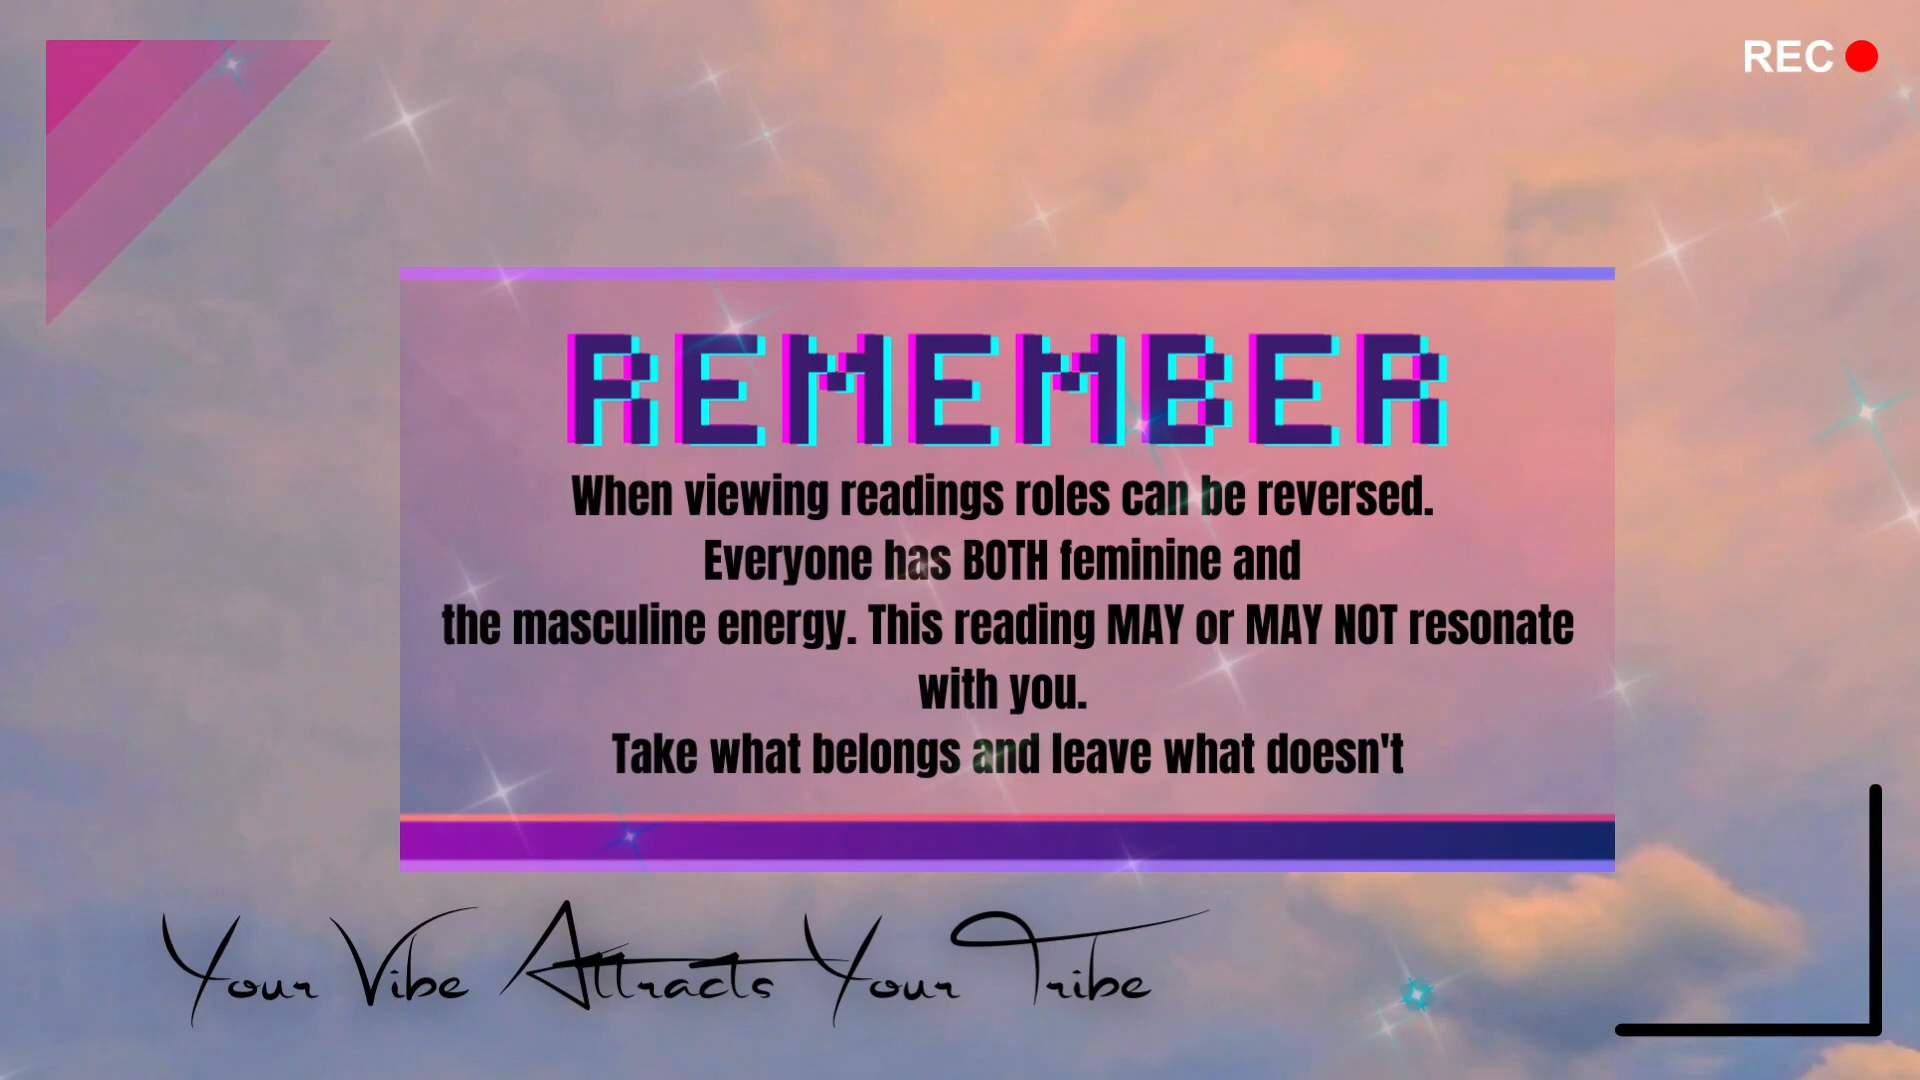 REC
REMEMBER
When viewing readings roles can be reversed.
Everyone has BOTH feminine and
the masculine energy. This reading MAY or MAY NOT resonate
with you.
Take what belongs and leave what doesn't
Your Vibe Attracts Your Tribe